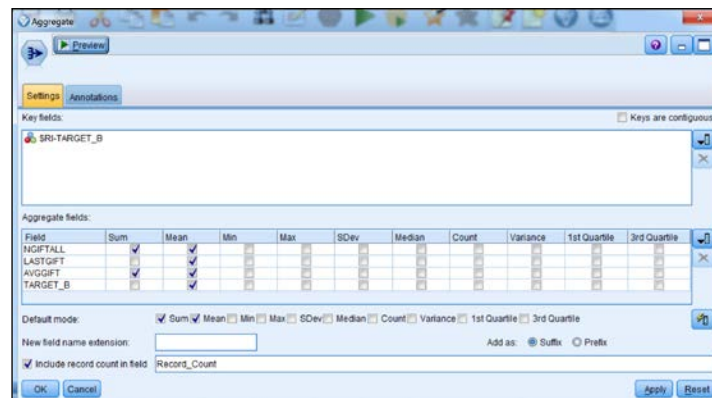 Aggregate
Preview
Settings Annotations
Key fields: Keys are contiguous
$RI-TARGET_B
Aggregate fields:
Field Sum Mean Min Max SDev Median Count Variance 1st Quartile 3rd Quartile
NGIFTALL
LASTGIFT
AVGGIFT
TARGET_B
Default mode: Sum Mean Min Max SDev Median Count Variance 1st Quartile 3rd Quartile
New field name extension: Add as: Suffix Prefix
Include record count in field Record_Count
OK Cancel Apply Reset